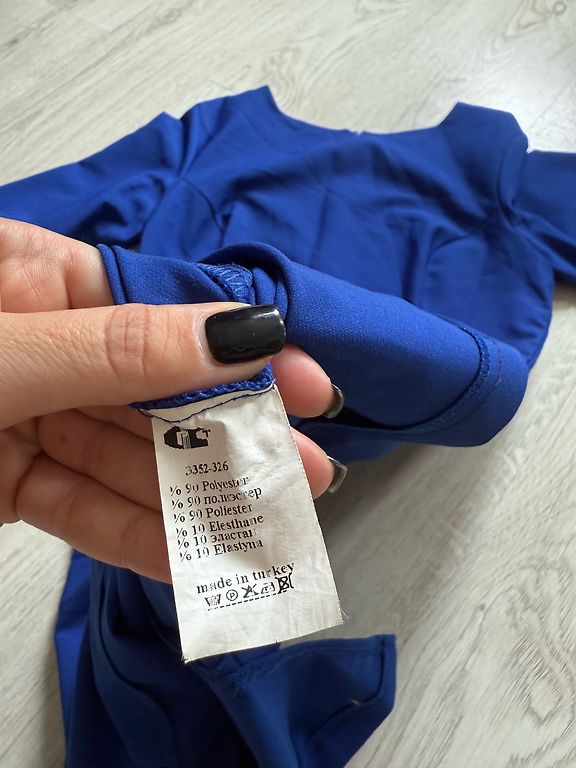 3352-326
% 90 Polyester
% 90 полиэстер
% 90 Poliester
% 10 Elesthane
% 10 эластан
% 10 Elastyna
made in turkey